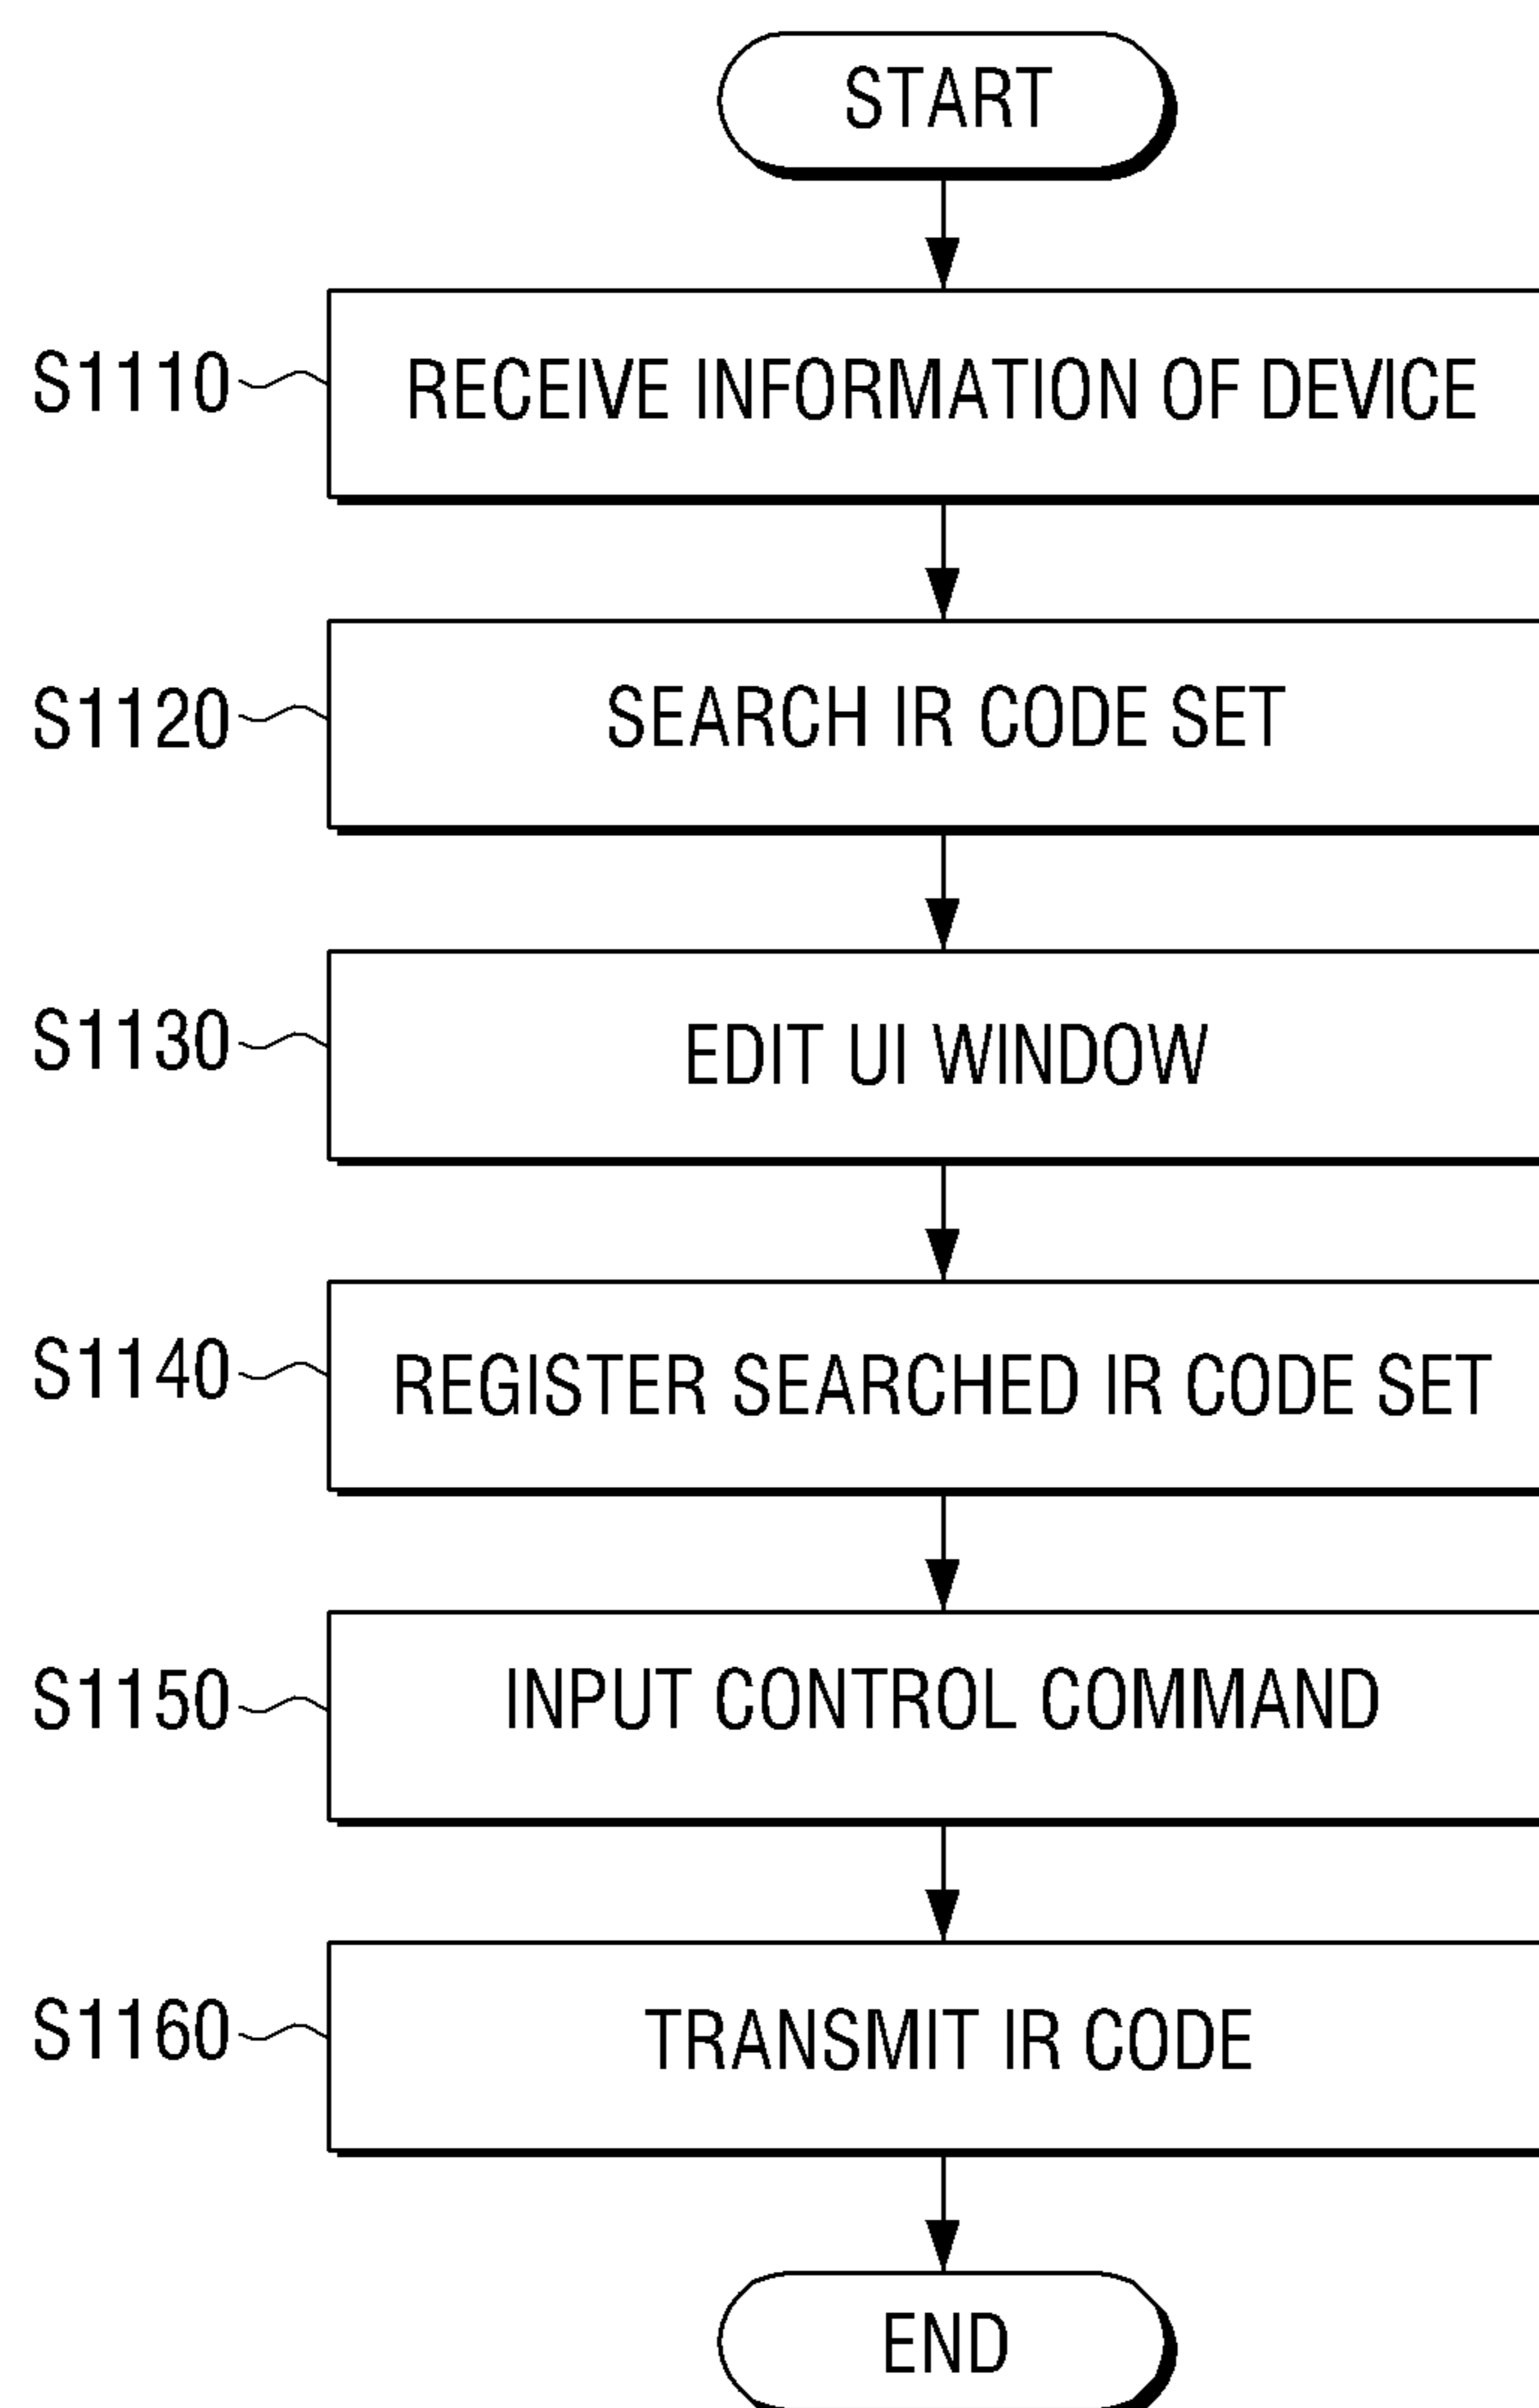 START
S1110
RECEIVE INFORMATION OF DEVICE
S1120
SEARCH IR CODE SET
S1130
EDIT UI WINDOW
S1140
REGISTER SEARCHED IR CODE SET
S1150
INPUT CONTROL COMMAND
S1160
TRANSMIT IR CODE
END